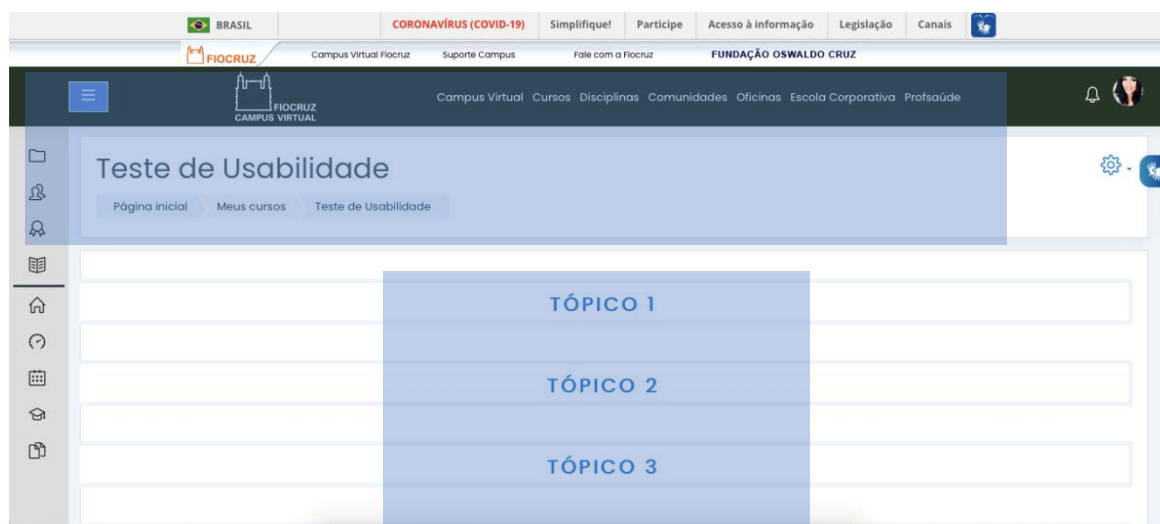 BRASIL CORONAVÍRUS (COVID-19) Simplifique! Participe Acesso à informação Legislação Canais
FIOCRUZ Campus Virtual Fiocruz Suporte Campus Fale com a Fiocruz FUNDAÇÃO OSWALDO CRUZ
FIOCRUZ
CAMPUS VIRTUAL
Campus Virtual Cursos Disciplinas Comunidades Oficinas Escola Corporativa Profsaúde
Teste de Usabilidade
Página inicial Meus cursos Teste de Usabilidade
TÓPICO 1
TÓPICO 2
TÓPICO 3